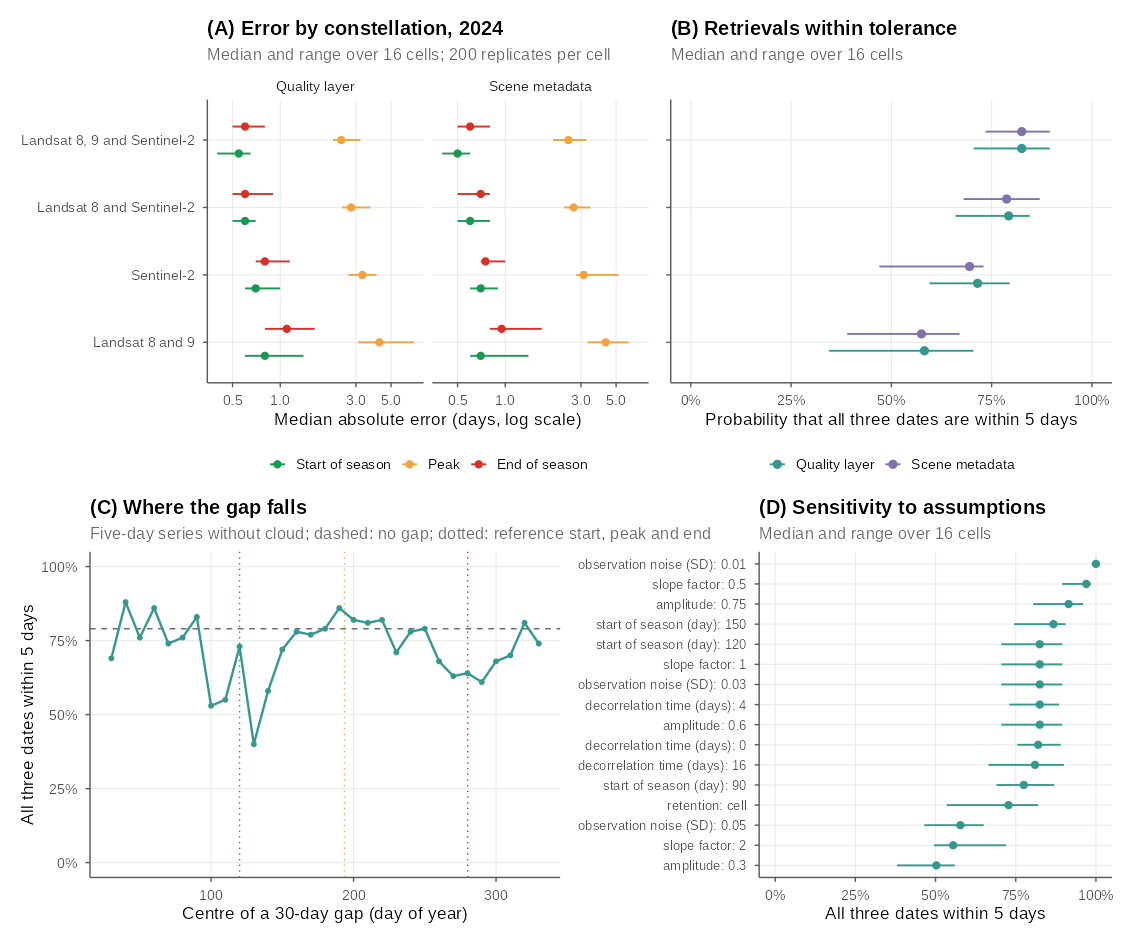 (A) Error by constellation, 2024
Median and range over 16 cells; 200 replicates per cell
Quality layer
Scene metadata
Landsat 8, 9 and Sentinel-2
Landsat 8 and Sentinel-2
Sentinel-2
Landsat 8 and 9
0.5 1.0 3.0 5.0
0.5 1.0 3.0 5.0
Median absolute error (days, log scale)
Start of season Peak End of season
(B) Retrievals within tolerance
Median and range over 16 cells
0% 25% 50% 75% 100%
Probability that all three dates are within 5 days
Quality layer Scene metadata
(C) Where the gap falls
Five-day series without cloud; dashed: no gap; dotted: reference start, peak and end
All three dates within 5 days
100%
75%
50%
25%
0%
100 200 300
Centre of a 30-day gap (day of year)
(D) Sensitivity to assumptions
Median and range over 16 cells
observation noise (SD): 0.01
slope factor: 0.5
amplitude: 0.75
start of season (day): 150
start of season (day): 120
slope factor: 1
observation noise (SD): 0.03
decorrelation time (days): 4
amplitude: 0.6
decorrelation time (days): 0
decorrelation time (days): 16
start of season (day): 90
retention: cell
observation noise (SD): 0.05
slope factor: 2
amplitude: 0.3
0% 25% 50% 75% 100%
All three dates within 5 days